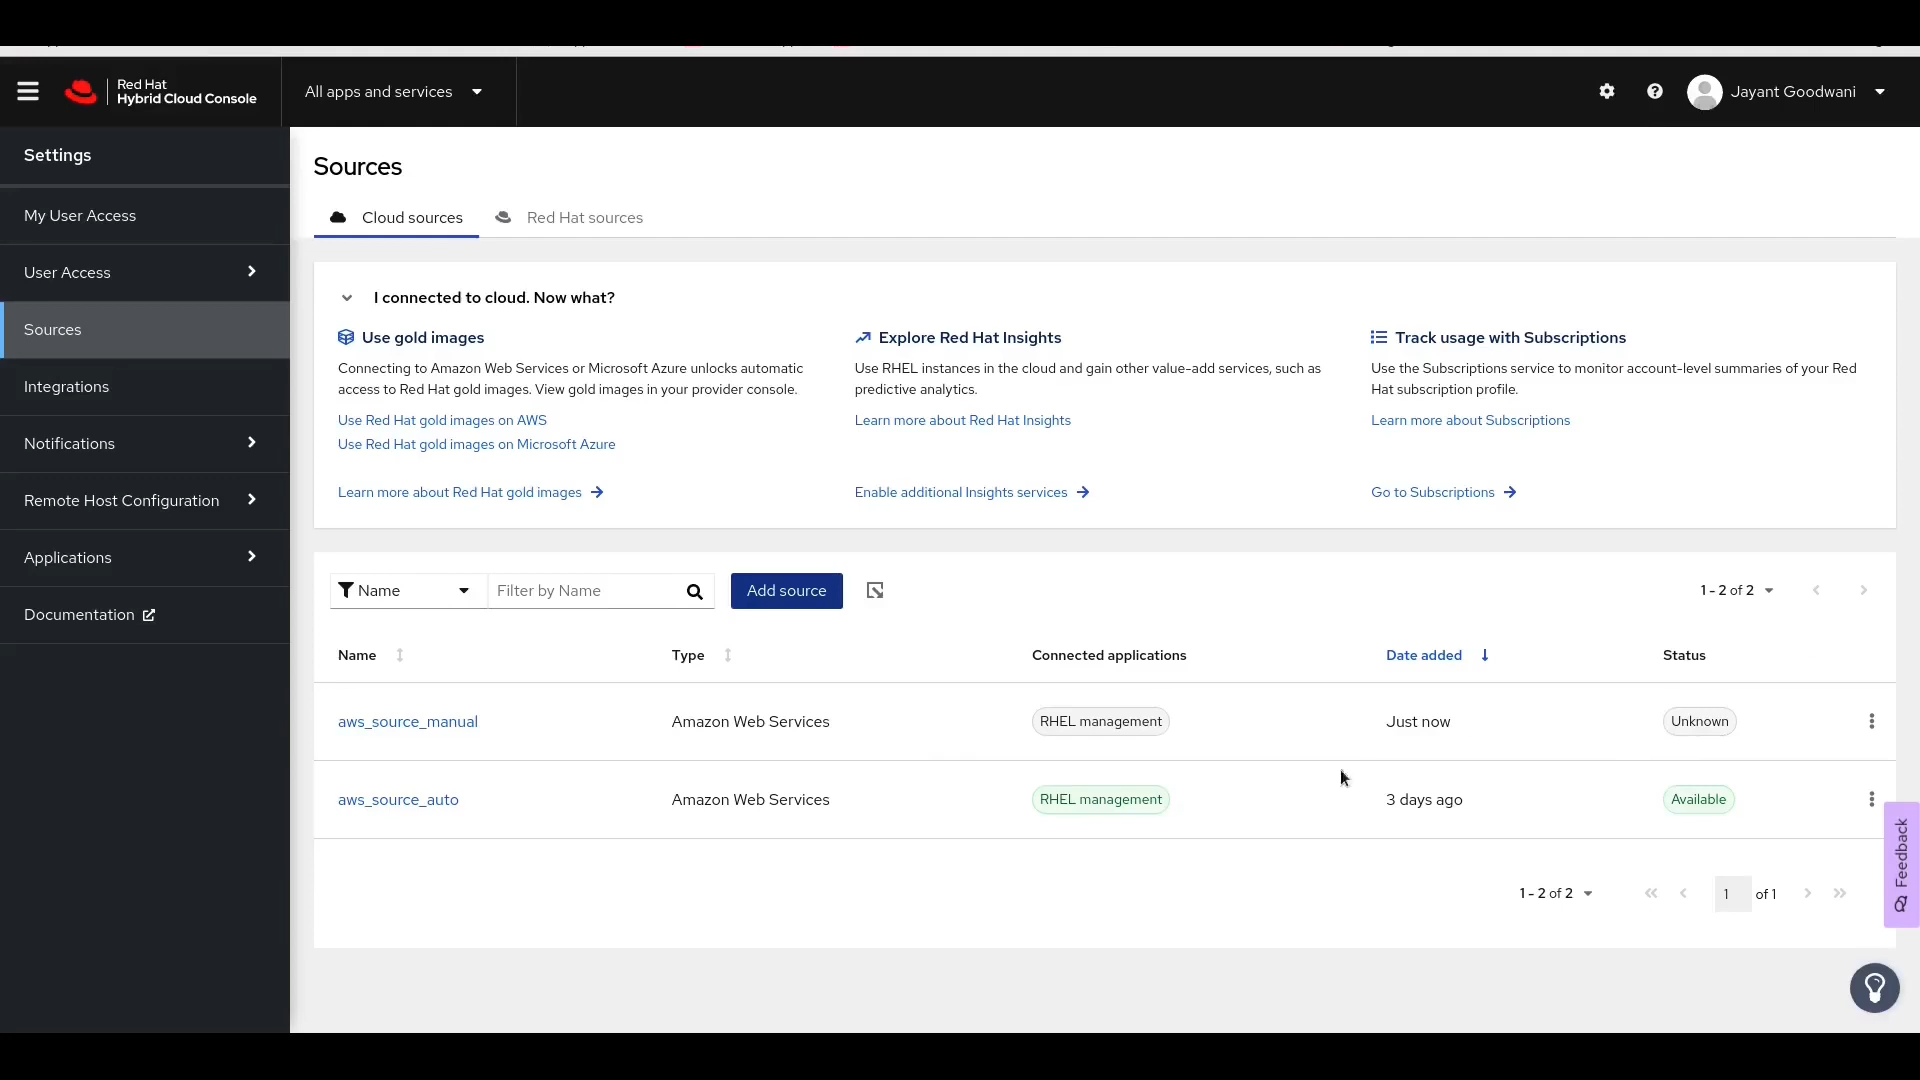 Red Hat
Hybrid Cloud Console
All apps and services
Jayant Goodwani
Settings
My User Access
User Access
Sources
Integrations
Notifications
Remote Host Configuration
Applications
Documentation
Sources
Cloud sources
Red Hat sources
I connected to cloud. Now what?
Use gold images
Connecting to Amazon Web Services or Microsoft Azure unlocks automatic
access to Red Hat gold images. View gold images in your provider console.
Use Red Hat gold images on AWS
Use Red Hat gold images on Microsoft Azure
Learn more about Red Hat gold images
Explore Red Hat Insights
Use RHEL instances in the cloud and gain other value-add services, such as
predictive analytics.
Learn more about Red Hat Insights
Enable additional Insights services
Track usage with Subscriptions
Use the Subscriptions service to monitor account-level summaries of your Red
Hat subscription profile.
Learn more about Subscriptions
Go to Subscriptions
Name
Filter by Name
Add source
1 - 2 of 2
Name Type Connected applications Date added Status
aws_source_manual Amazon Web Services RHEL management Just now Unknown
aws_source_auto Amazon Web Services RHEL management 3 days ago Available
1 - 2 of 2
1 of 1
Feedback